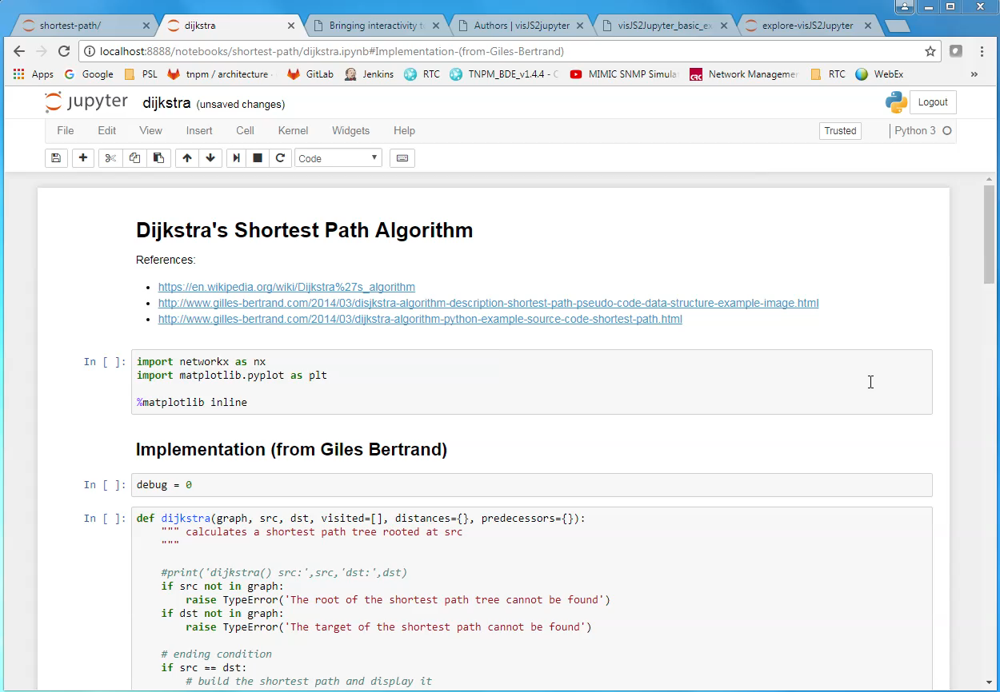 shortest-path/
dijkstra
Bringing interactivity t
Authors | visJS2jupyter
visJS2Jupyter_basic_ex
explore-visJS2Jupyter
localhost:8888/notebooks/shortest-path/dijkstra.ipynb#Implementation-(from-Giles-Bertrand)
Apps
Google
PSL
tnpm / architecture
GitLab
Jenkins
RTC
TNPM_BDE_v1.4.4 - C
MIMIC SNMP Simula
Network Managemen
RTC
WebEx
»
jupyter dijkstra (unsaved changes)
Logout
File Edit View Insert Cell Kernel Widgets Help
Trusted
Python 3
Code
Dijkstra's Shortest Path Algorithm
References:
• https://en.wikipedia.org/wiki/Dijkstra%27s_algorithm
• http://www.gilles-bertrand.com/2014/03/disjkstra-algorithm-description-shortest-path-pseudo-code-data-structure-example-image.html
• http://www.gilles-bertrand.com/2014/03/dijkstra-algorithm-python-example-source-code-shortest-path.html
In [ ]: import networkx as nx
import matplotlib.pyplot as plt
%matplotlib inline
Implementation (from Giles Bertrand)
In [ ]: debug = 0
In [ ]: def dijkstra(graph, src, dst, visited=[], distances={}, predecessors={}):
""" calculates a shortest path tree rooted at src
"""
#print('dijkstra() src:',src,'dst:',dst)
if src not in graph:
raise TypeError('The root of the shortest path tree cannot be found')
if dst not in graph:
raise TypeError('The target of the shortest path cannot be found')
# ending condition
if src == dst:
# build the shortest path and display it